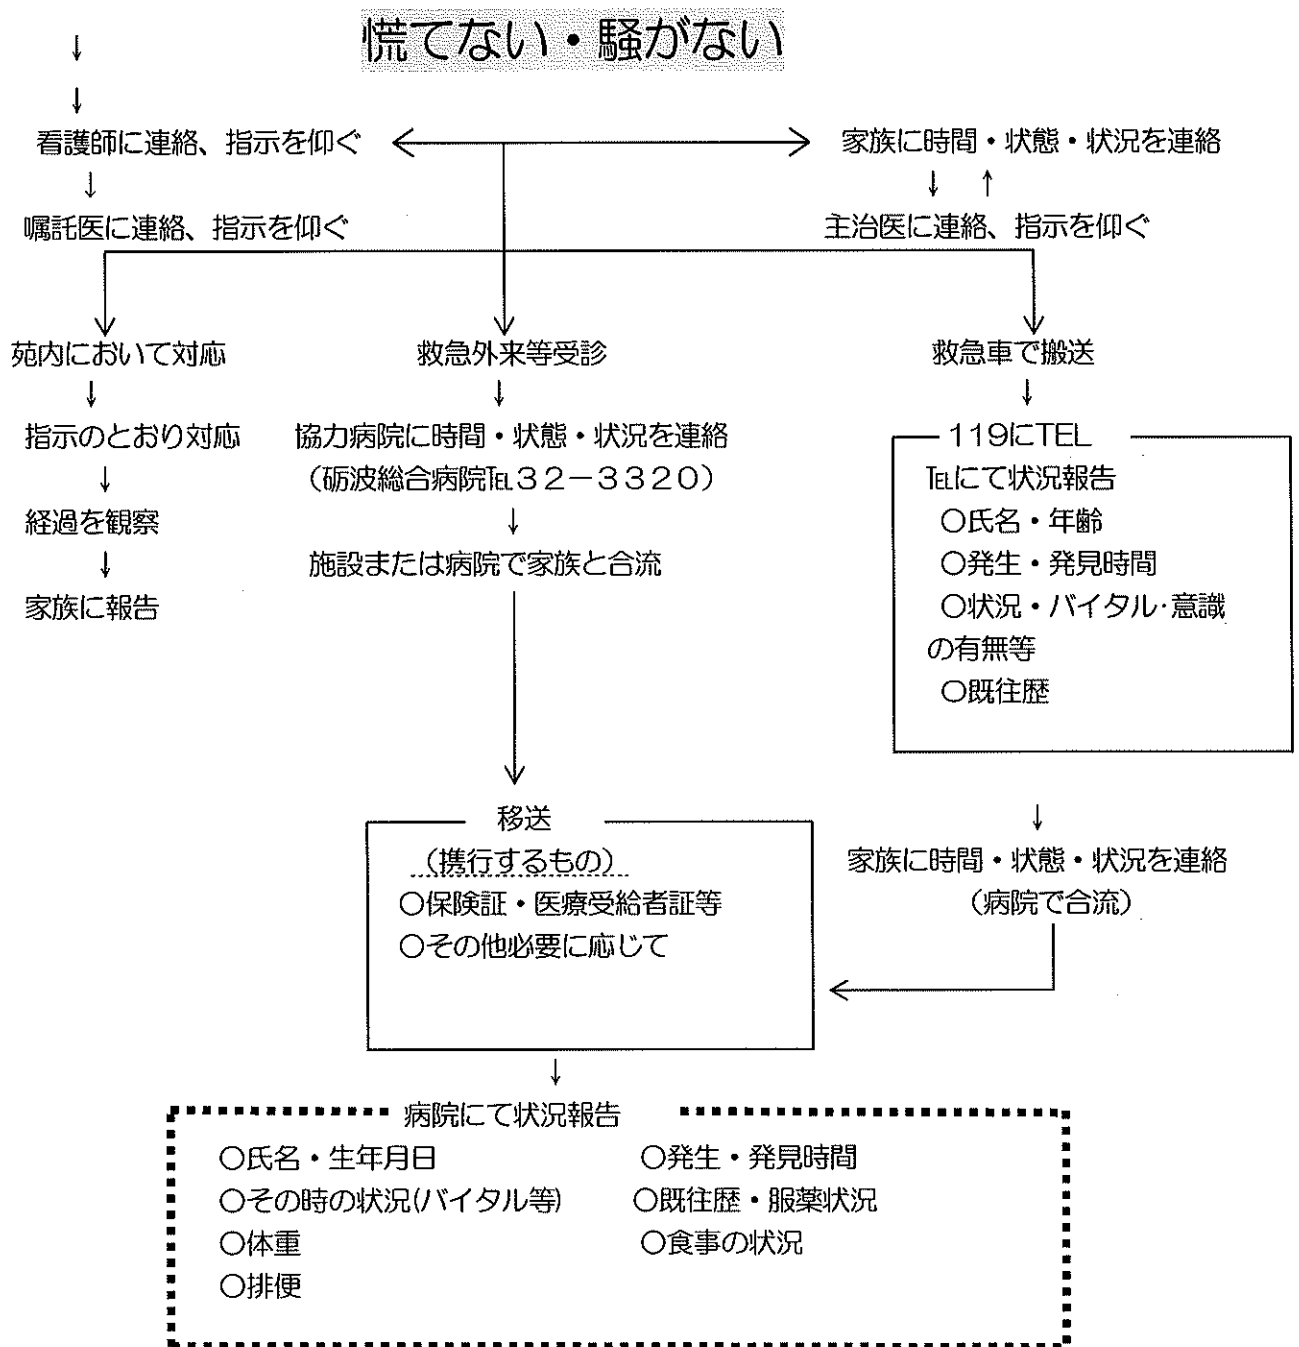 慌てない・騒がない
↓
↓
看護師に連絡、指示を仰ぐ
家族に時間・状態・状況を連絡
↓
↓ ↑
嘱託医に連絡、指示を仰ぐ
主治医に連絡、指示を仰ぐ
苑内において対応
↓
指示のとおり対応
↓
経過を観察
↓
家族に報告
救急外来等受診
↓
協力病院に時間・状態・状況を連絡
（砺波総合病院℡３２－３３２０）
↓
施設または病院で家族と合流
救急車で搬送
↓
119にTEL
℡にて状況報告
○氏名・年齢
○発生・発見時間
○状況・バイタル・意識
の有無等
○既往歴
↓
家族に時間・状態・状況を連絡
（病院で合流）
移送
（携行するもの）
○保険証・医療受給者証等
○その他必要に応じて
↓
病院にて状況報告
○氏名・生年月日
○発生・発見時間
○その時の状況(バイタル等)
○既往歴・服薬状況
○体重
○食事の状況
○排便